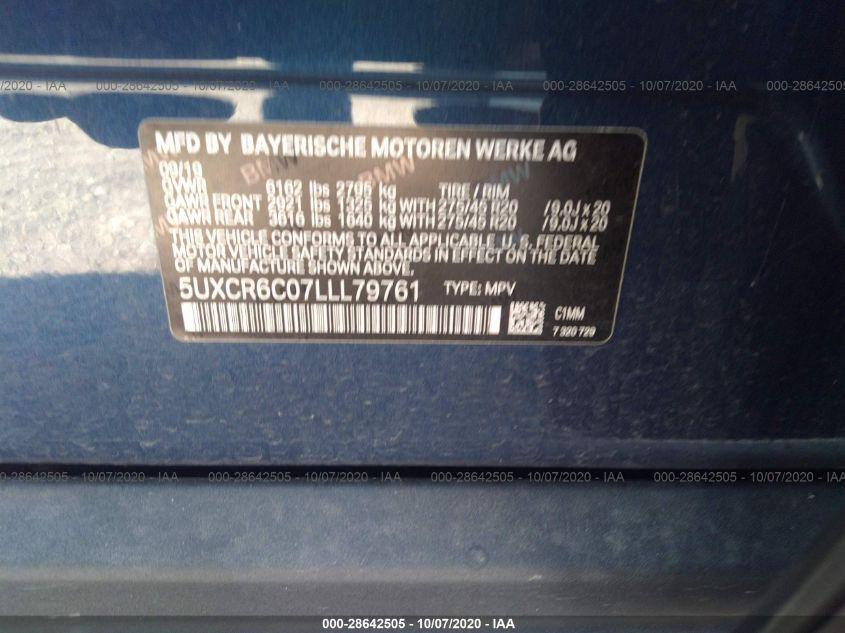 000-28642505 - 10/07/2020 - IAA
MFD BY BAYERISCHE MOTOREN WERKE AG
09/19
GVWR 6162 lbs 2795 kg TIRE / RIM
GAWR FRONT 2921 lbs 1325 kg WITH 275/45 R20 /9.0J x 20
GAWR REAR 3616 lbs 1640 kg WITH 275/45 R20 /9.0J x 20
THIS VEHICLE CONFORMS TO ALL APPLICABLE U. S. FEDERAL
MOTOR VEHICLE SAFETY STANDARDS IN EFFECT ON THE
DATE OF MANUFACTURE SHOWN ABOVE.
5UXCR6C07LLL79761 TYPE: MPV
C1MM
7 320 729
000-28642505 - 10/07/2020 - IAA
000-28642505 - 10/07/2020 - IAA